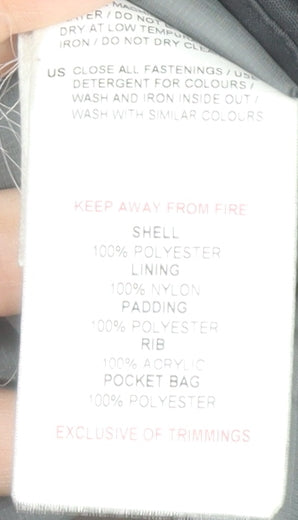 DO NOT
DRY AT LOW
IRON / DO NOT DRY
US CLOSE ALL FASTENINGS / USE
DETERGENT FOR COLOURS /
WASH AND IRON INSIDE OUT /
WASH WITH SIMILAR COLOURS
KEEP AWAY FROM FIRE
SHELL
100% POLYESTER
LINING
100% NYLON
PADDING
100% POLYESTER
RIB
100% ACRYLIC
POCKET BAG
100% POLYESTER
EXCLUSIVE OF TRIMMINGS